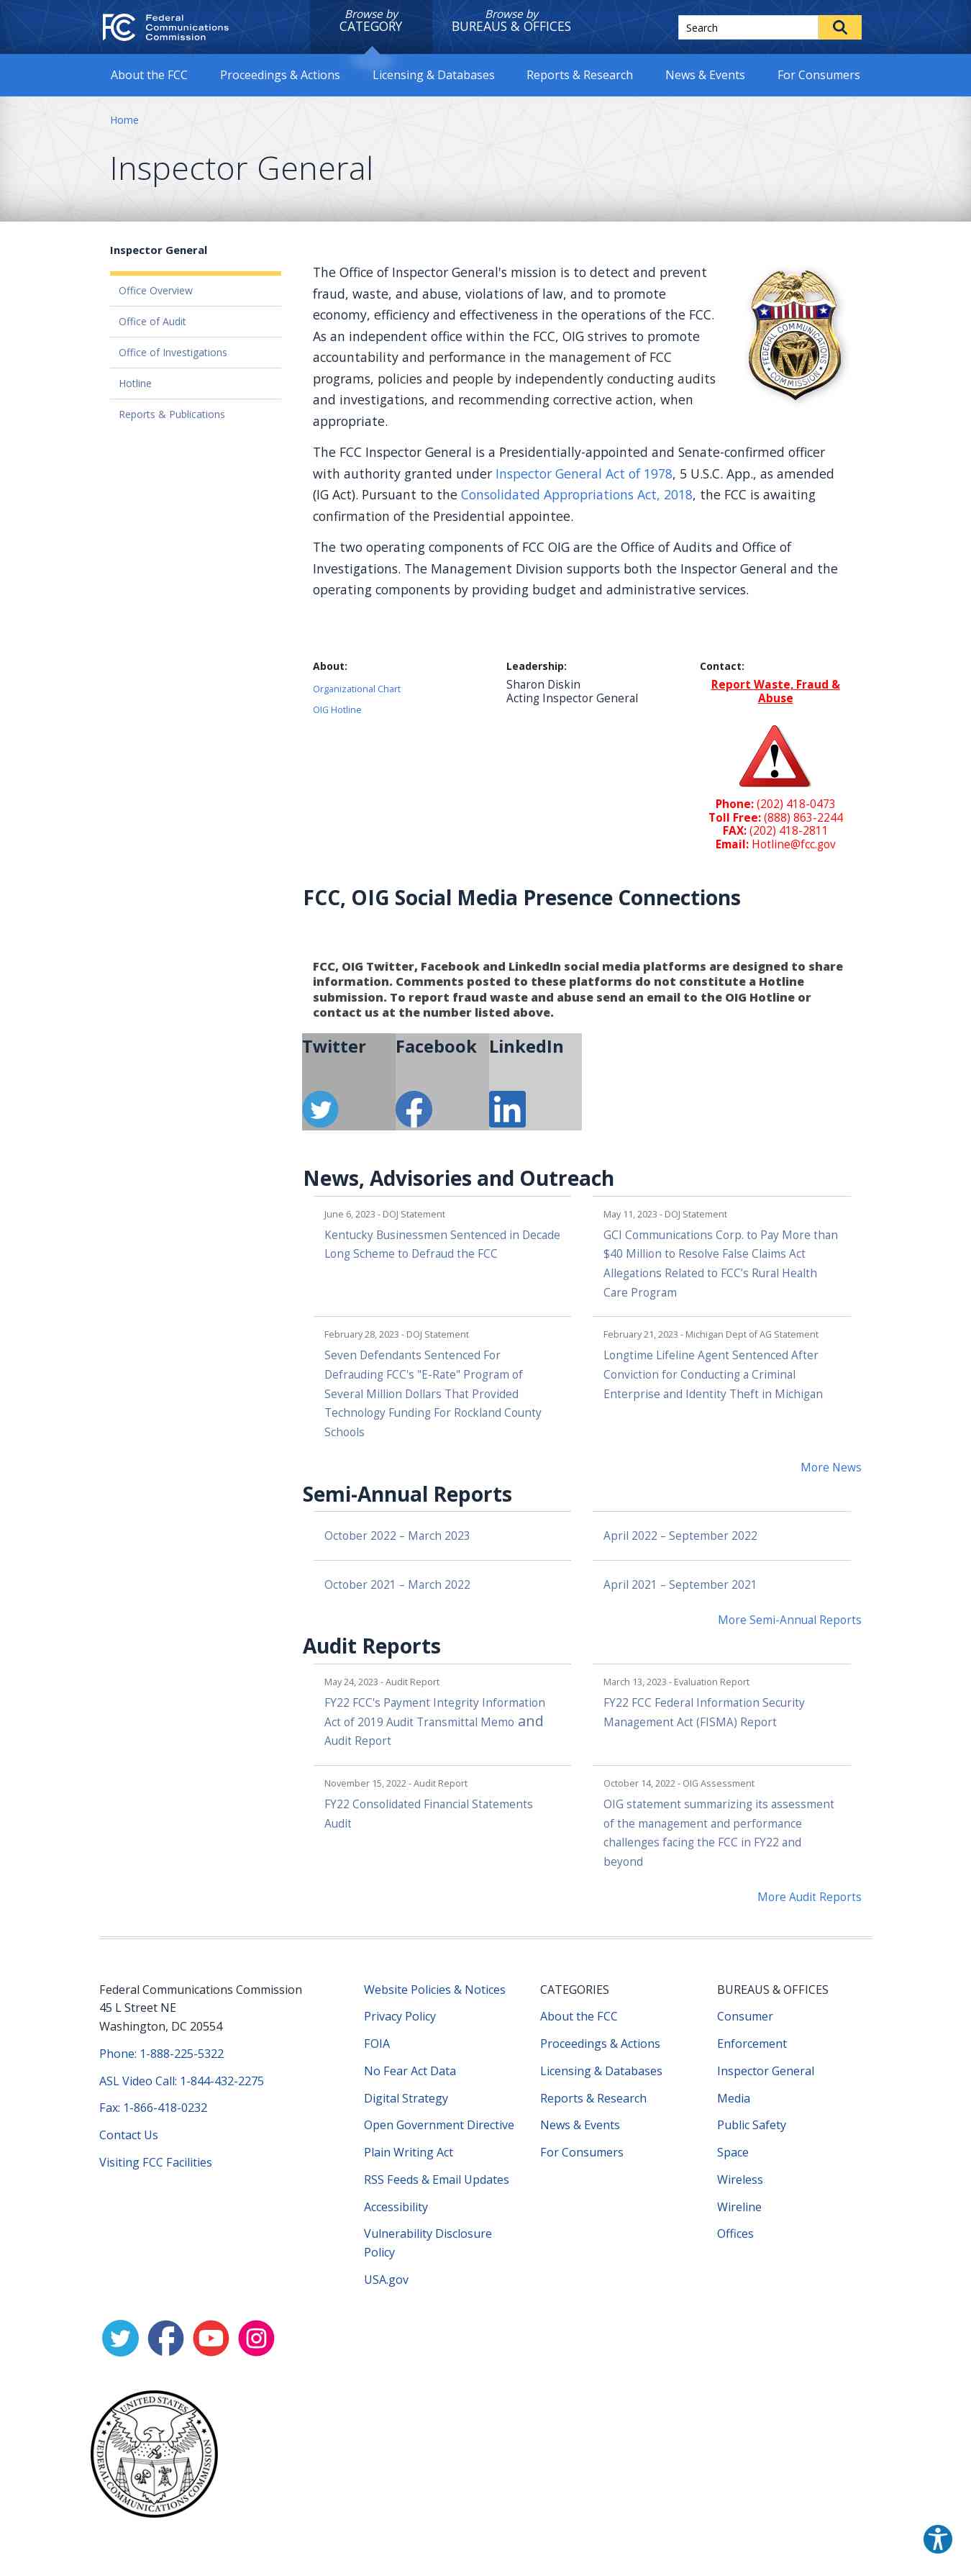 Federal
Communications
Commission
Browse by
CATEGORY
Browse by
BUREAUS & OFFICES
Search
About the FCC
Proceedings & Actions
Licensing & Databases
Reports & Research
News & Events
For Consumers
Home
Inspector General
Inspector General
Office Overview
Office of Audit
Office of Investigations
Hotline
Reports & Publications
The Office of Inspector General's mission is to detect and prevent
fraud, waste, and abuse, violations of law, and to promote
economy, efficiency and effectiveness in the operations of the FCC.
As an independent office within the FCC, OIG strives to promote
accountability and performance in the management of FCC
programs, policies and people by independently conducting audits
and investigations, and recommending corrective action, when
appropriate.
FEDERAL COMMUNICATIONS
COMMISSION
The FCC Inspector General is a Presidentially-appointed and Senate-confirmed officer
with authority granted under Inspector General Act of 1978, 5 U.S.C. App., as amended
(IG Act). Pursuant to the Consolidated Appropriations Act, 2018, the FCC is awaiting
confirmation of the Presidential appointee.
The two operating components of FCC OIG are the Office of Audits and Office of
Investigations. The Management Division supports both the Inspector General and the
operating components by providing budget and administrative services.
About:
Organizational Chart
OIG Hotline
Leadership:
Sharon Diskin
Acting Inspector General
Contact:
Report Waste, Fraud &
Abuse
Phone: (202) 418-0473
Toll Free: (888) 863-2244
FAX: (202) 418-2811
Email: Hotline@fcc.gov
FCC, OIG Social Media Presence Connections
FCC, OIG Twitter, Facebook and LinkedIn social media platforms are designed to share
information. Comments posted to these platforms do not constitute a Hotline
submission. To report fraud waste and abuse send an email to the OIG Hotline or
contact us at the number listed above.
Twitter
Facebook
LinkedIn
News, Advisories and Outreach
June 6, 2023 - DOJ Statement
Kentucky Businessmen Sentenced in Decade
Long Scheme to Defraud the FCC
May 11, 2023 - DOJ Statement
GCI Communications Corp. to Pay More than
$40 Million to Resolve False Claims Act
Allegations Related to FCC's Rural Health
Care Program
February 28, 2023 - DOJ Statement
Seven Defendants Sentenced For
Defrauding FCC's "E-Rate" Program of
Several Million Dollars That Provided
Technology Funding For Rockland County
Schools
February 21, 2023 - Michigan Dept of AG Statement
Longtime Lifeline Agent Sentenced After
Conviction for Conducting a Criminal
Enterprise and Identity Theft in Michigan
More News
Semi-Annual Reports
October 2022 – March 2023
April 2022 – September 2022
October 2021 – March 2022
April 2021 – September 2021
More Semi-Annual Reports
Audit Reports
May 24, 2023 - Audit Report
FY22 FCC's Payment Integrity Information
Act of 2019 Audit Transmittal Memo and
Audit Report
March 13, 2023 - Evaluation Report
FY22 FCC Federal Information Security
Management Act (FISMA) Report
November 15, 2022 - Audit Report
FY22 Consolidated Financial Statements
Audit
October 14, 2022 - OIG Assessment
OIG statement summarizing its assessment
of the management and performance
challenges facing the FCC in FY22 and
beyond
More Audit Reports
Federal Communications Commission
45 L Street NE
Washington, DC 20554
Phone: 1-888-225-5322
ASL Video Call: 1-844-432-2275
Fax: 1-866-418-0232
Contact Us
Visiting FCC Facilities
Website Policies & Notices
Privacy Policy
FOIA
No Fear Act Data
Digital Strategy
Open Government Directive
Plain Writing Act
RSS Feeds & Email Updates
Accessibility
Vulnerability Disclosure
Policy
USA.gov
CATEGORIES
About the FCC
Proceedings & Actions
Licensing & Databases
Reports & Research
News & Events
For Consumers
BUREAUS & OFFICES
Consumer
Enforcement
Inspector General
Media
Public Safety
Space
Wireless
Wireline
Offices
UNITED STATES
FEDERAL COMMUNICATIONS COMMISSION